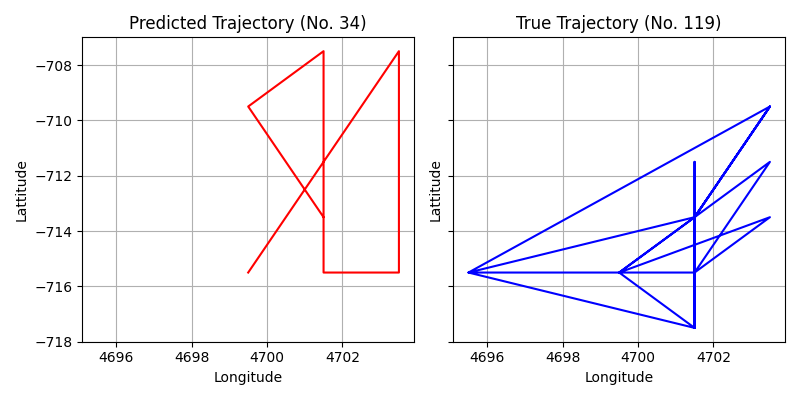 Predicted Trajectory (No. 34)
True Trajectory (No. 119)
Lattitude
−708
−710
−712
−714
−716
−718
4696 4698 4700 4702
Longitude
Lattitude
4696 4698 4700 4702
Longitude